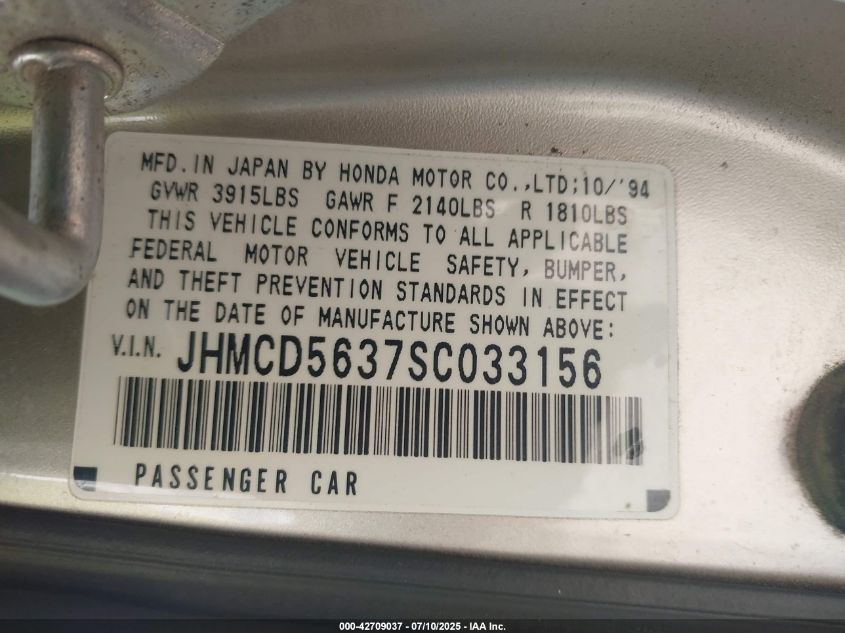 MFD.IN JAPAN BY HONDA MOTOR CO.,LTD;10/'94
GVWR 3915LBS GAWR F 2140LBS R 1810LBS
THIS VEHICLE CONFORMS TO ALL APPLICABLE
FEDERAL MOTOR VEHICLE SAFETY, BUMPER,
AND THEFT PREVENTION STANDARDS IN EFFECT
ON THE DATE OF MANUFACTURE SHOWN ABOVE:
V.I.N. JHMCD5637SC033156
PASSENGER CAR
000-42709037 - 07/10/2025 - IAA Inc.